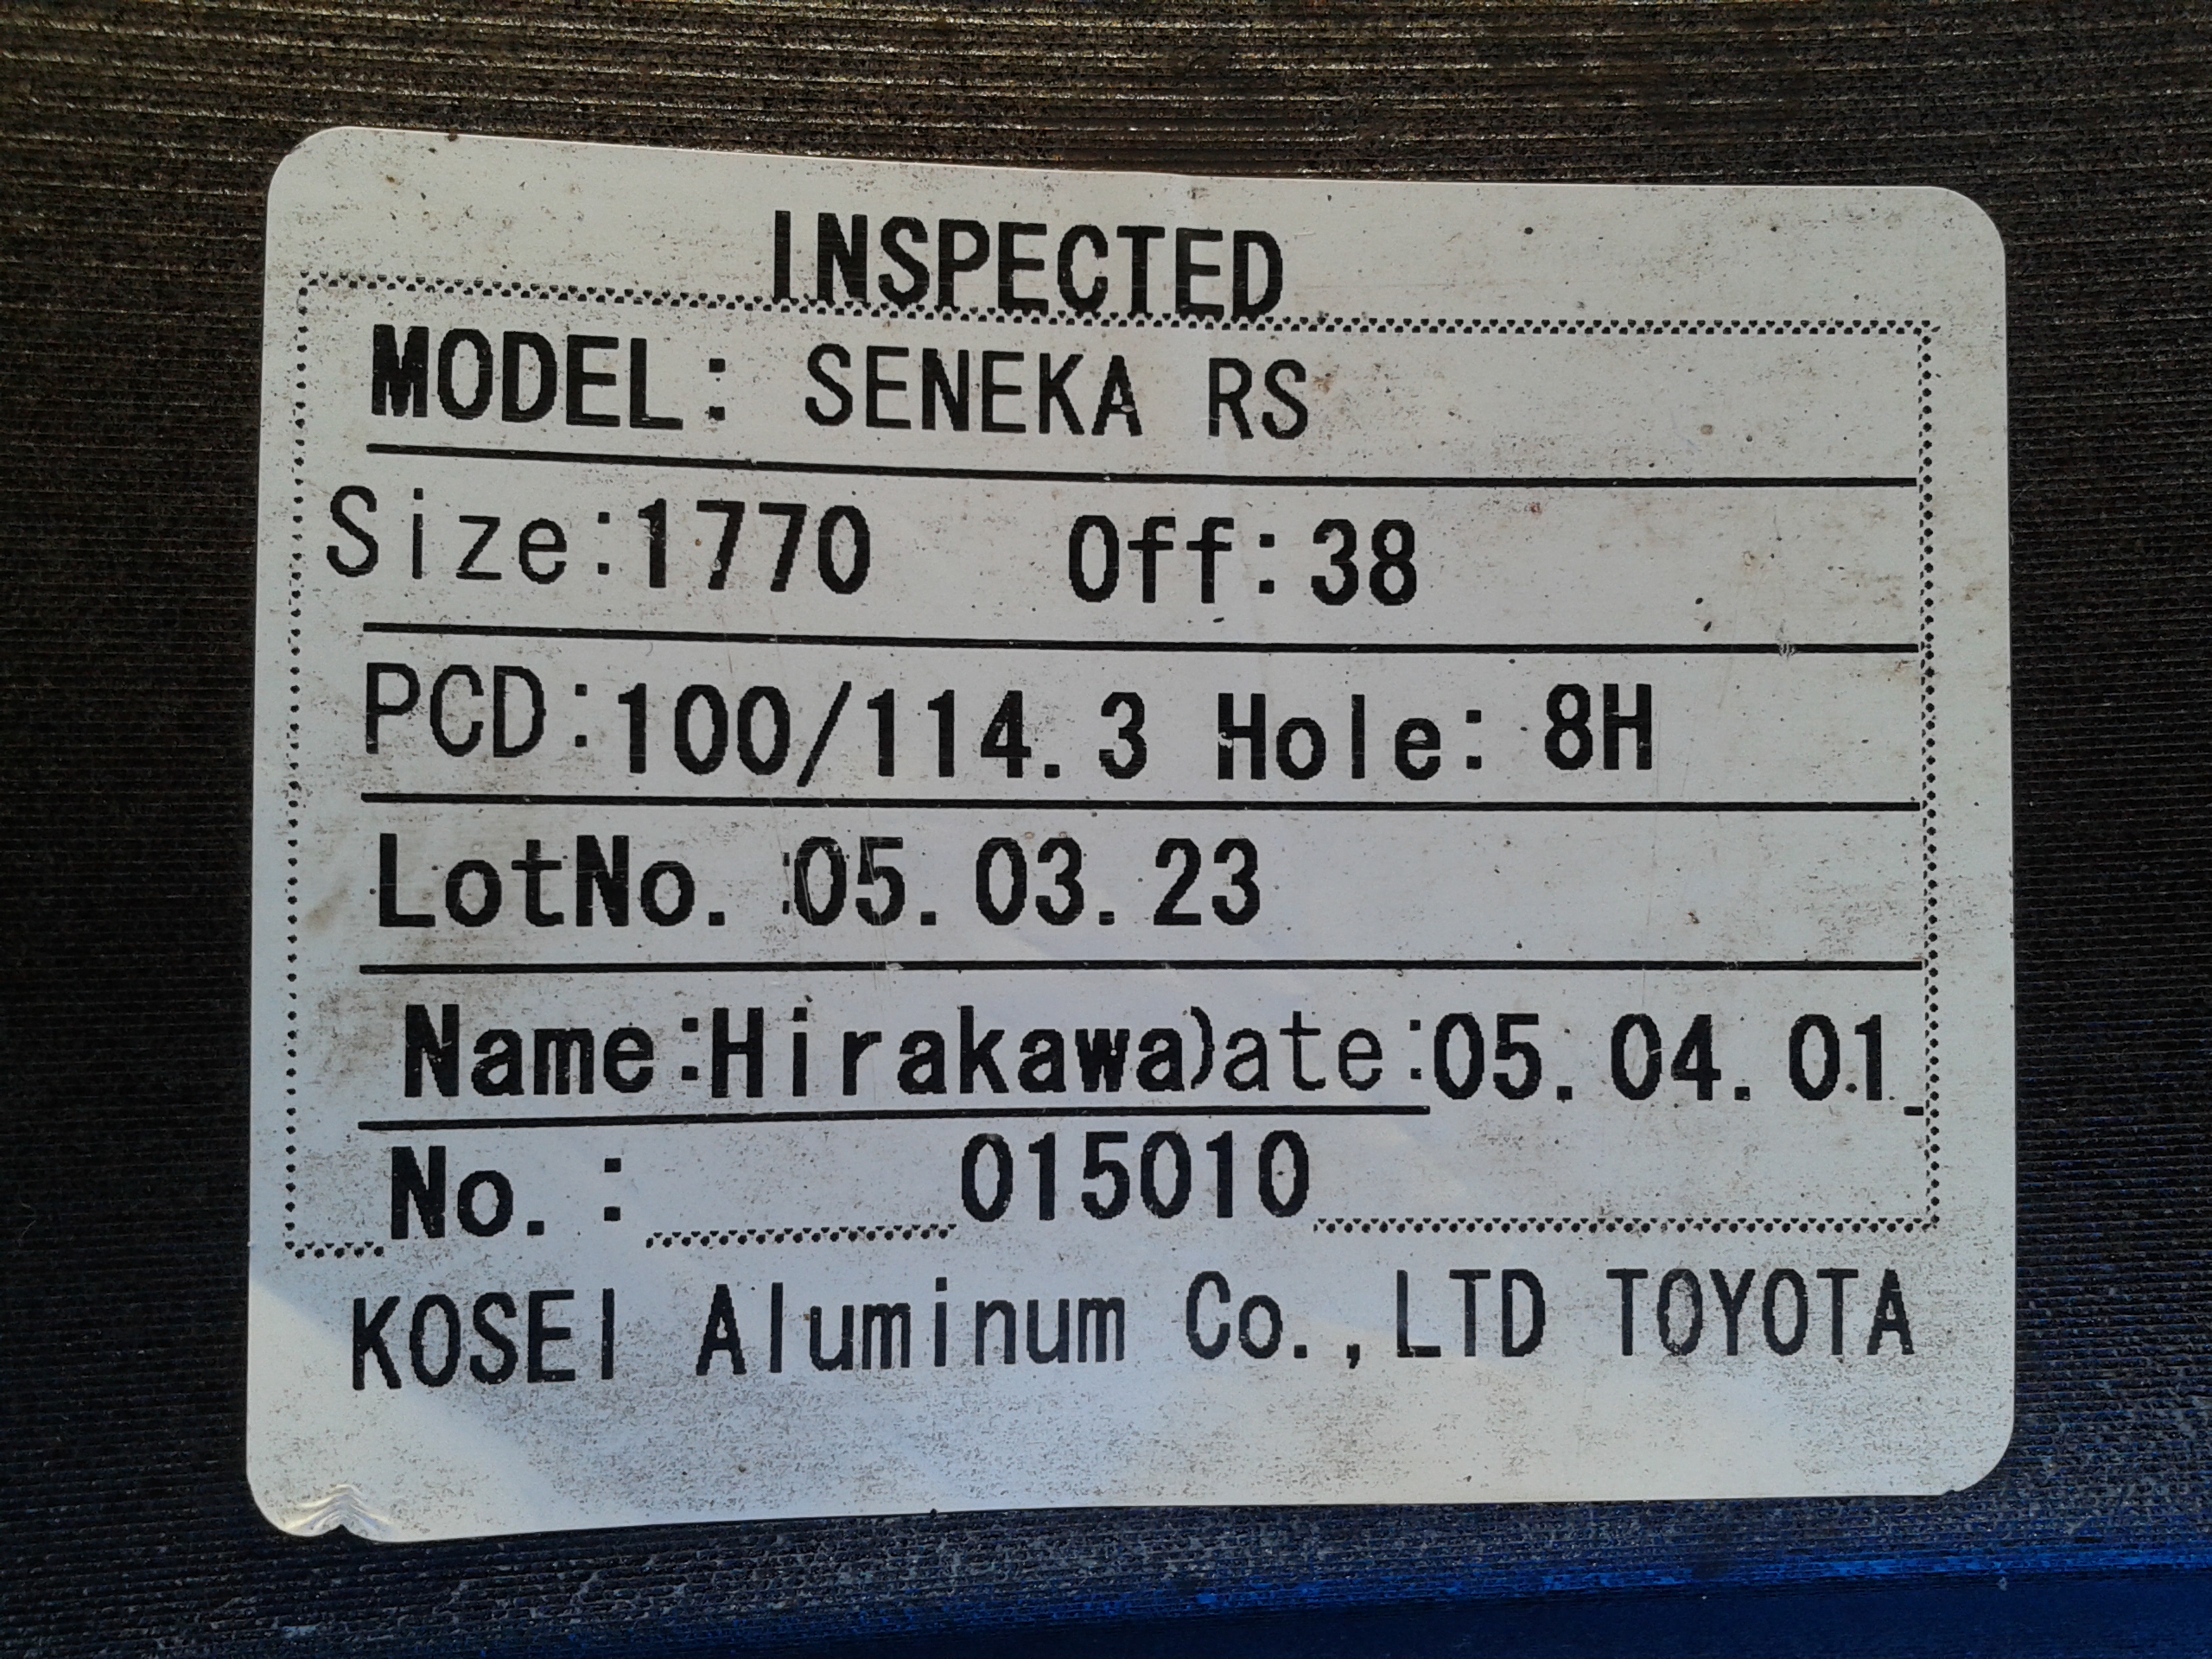 INSPECTED
MODEL: SENEKA RS
Size:1770 Off:38
PCD:100/114.3 Hole: 8H
LotNo. :05.03.23
Name:Hirakawa)ate:05.04.01
No. : 015010
KOSEI Aluminum Co.,LTD TOYOTA